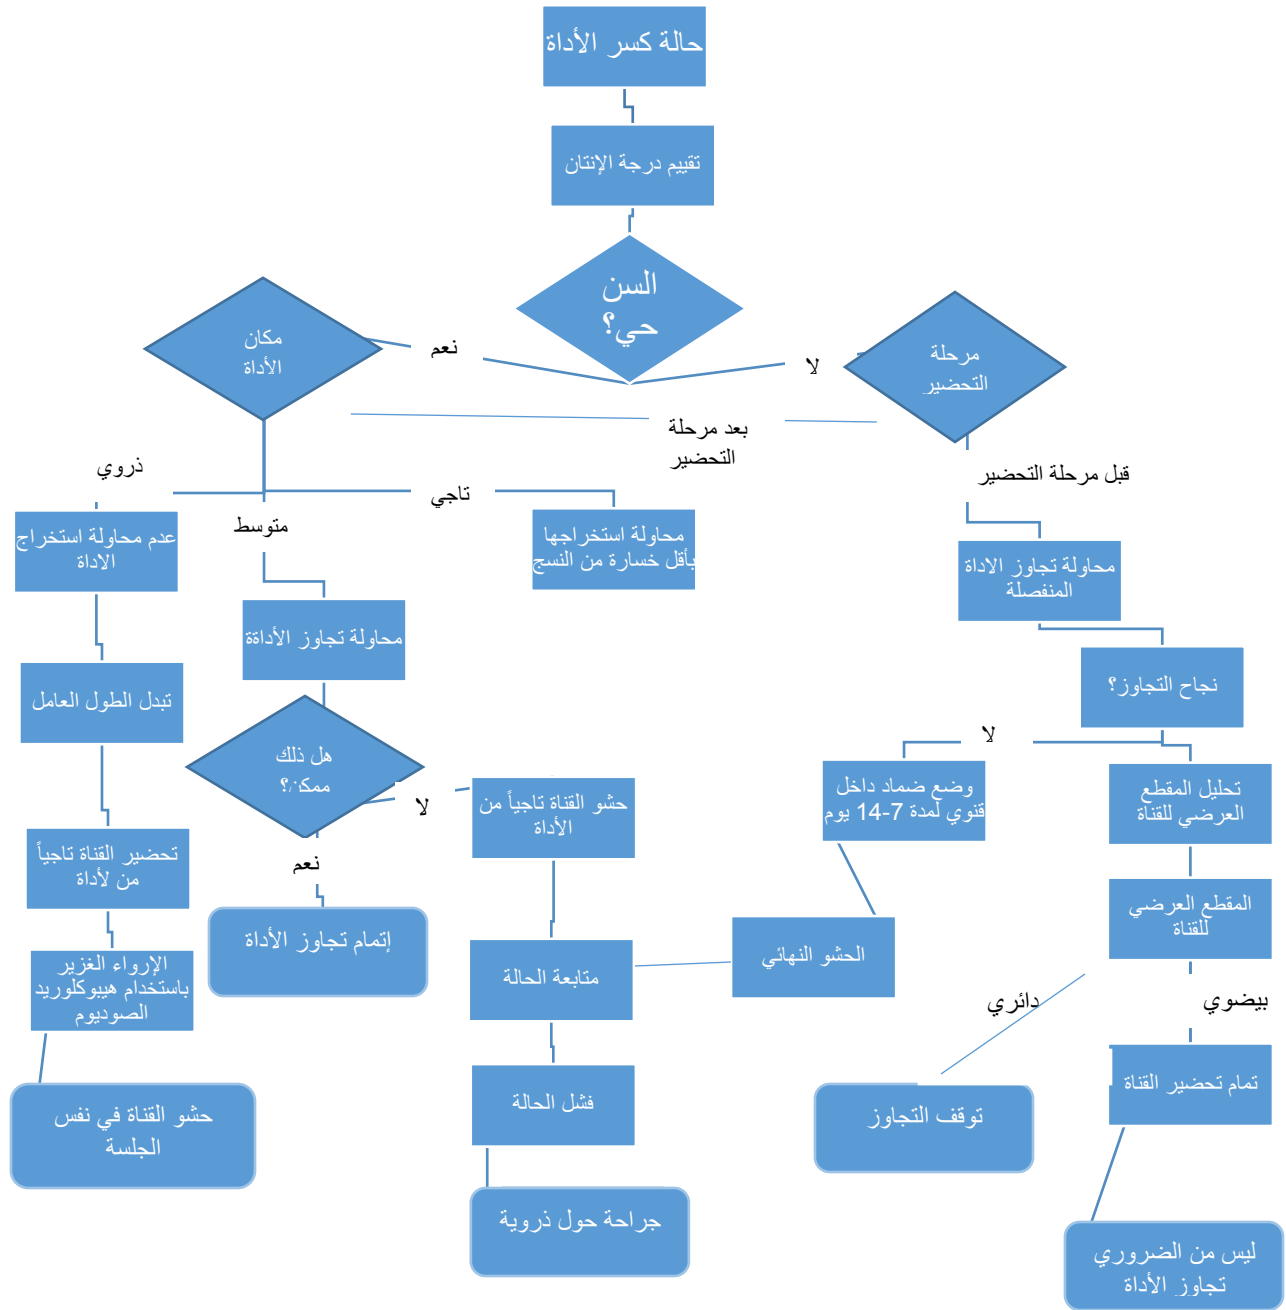 حالة كسر الأداة
تقييم درجة الإنتان
السن
حي؟
نعم
لا
مكان
الأداة
مرحلة
التحضير
بعد مرحلة
التحضير
قبل مرحلة التحضير
ذروي
متوسط
تاجي
عدم محاولة استخراج
الاداة
محاولة استخراجها
بأقل خسارة من النسج
محاولة تجاوز الاداة
المنفصلة
محاولة تجاوز الأداةة
تبدل الطول العامل
نجاح التجاوز؟
لا
هل ذلك
ممكن؟
لا
نعم
حشو القناة تاجياً من
الأداة
وضع ضماد داخل
قنوي لمدة 7-14 يوم
تحليل المقطع
العرضي للقناة
تحضير القناة تاجياً
من لأداة
المقطع العرضي
للقناة
إتمام تجاوز الأداة
الحشو النهائي
متابعة الحالة
الإرواء الغزير
باستخدام هيبوكلوريد
الصوديوم
دائري
بيضوي
تمام تحضير القناة
فشل الحالة
توقف التجاوز
حشو القناة في نفس
الجلسة
جراحة حول ذروية
ليس من الضروري
تجاوز الأداة